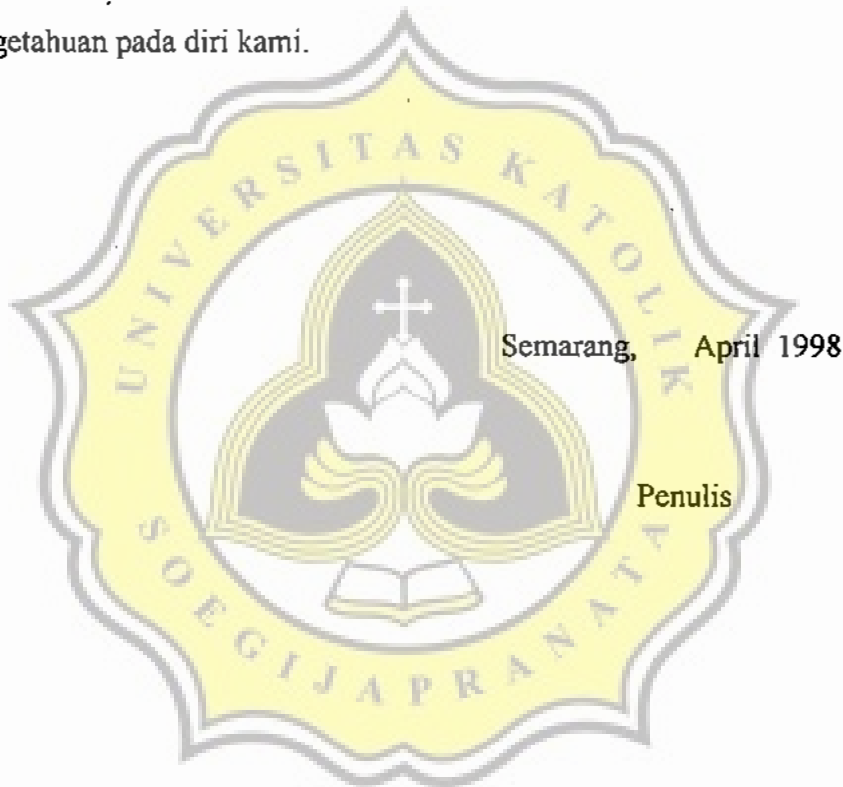 getahuan pada diri kami.
UNIVERSITAS KATOLIK
Semarang, April 1998
Penulis
SOEGIJAPRANATA